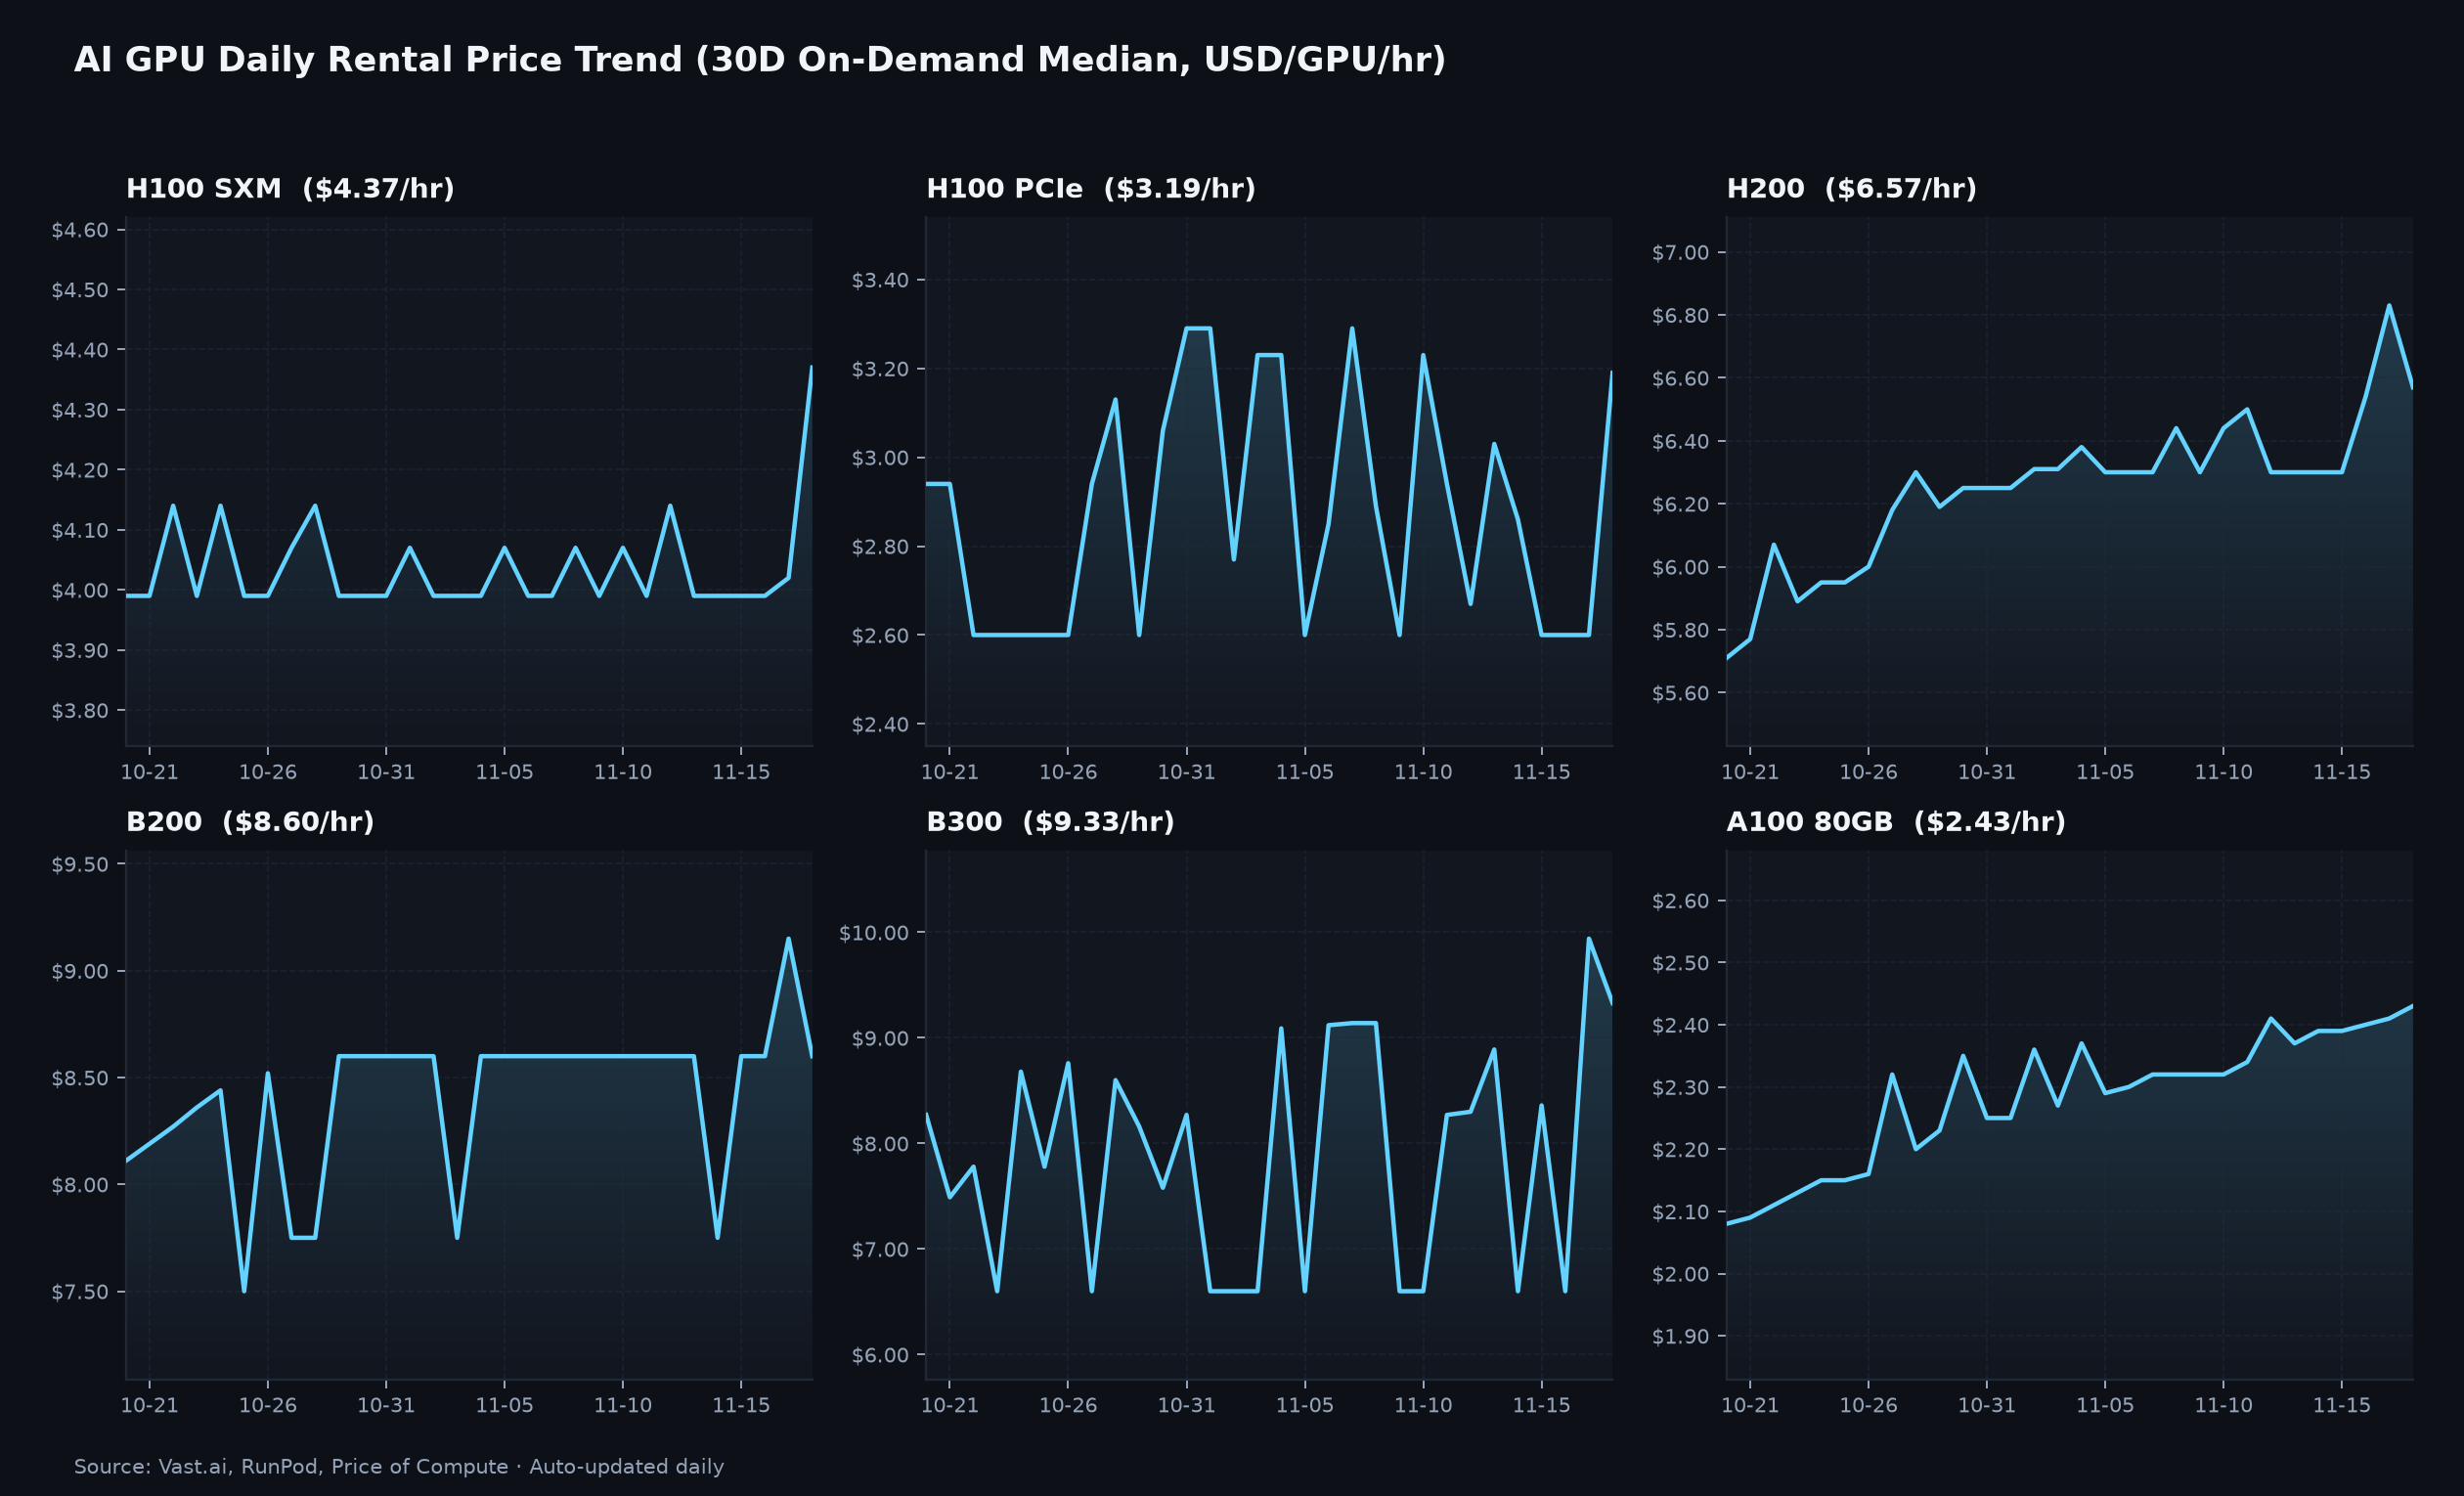 AI GPU Daily Rental Price Trend (30D On-Demand Median, USD/GPU/hr)
H100 SXM  ($4.37/hr)
$4.60
$4.50
$4.40
$4.30
$4.20
$4.10
$4.00
$3.90
$3.80
10-21 10-26 10-31 11-05 11-10 11-15
H100 PCIe  ($3.19/hr)
$3.40
$3.20
$3.00
$2.80
$2.60
$2.40
10-21 10-26 10-31 11-05 11-10 11-15
H200  ($6.57/hr)
$7.00
$6.80
$6.60
$6.40
$6.20
$6.00
$5.80
$5.60
10-21 10-26 10-31 11-05 11-10 11-15
B200  ($8.60/hr)
$9.50
$9.00
$8.50
$8.00
$7.50
10-21 10-26 10-31 11-05 11-10 11-15
B300  ($9.33/hr)
$10.00
$9.00
$8.00
$7.00
$6.00
10-21 10-26 10-31 11-05 11-10 11-15
A100 80GB  ($2.43/hr)
$2.60
$2.50
$2.40
$2.30
$2.20
$2.10
$2.00
$1.90
10-21 10-26 10-31 11-05 11-10 11-15
Source: Vast.ai, RunPod, Price of Compute · Auto-updated daily